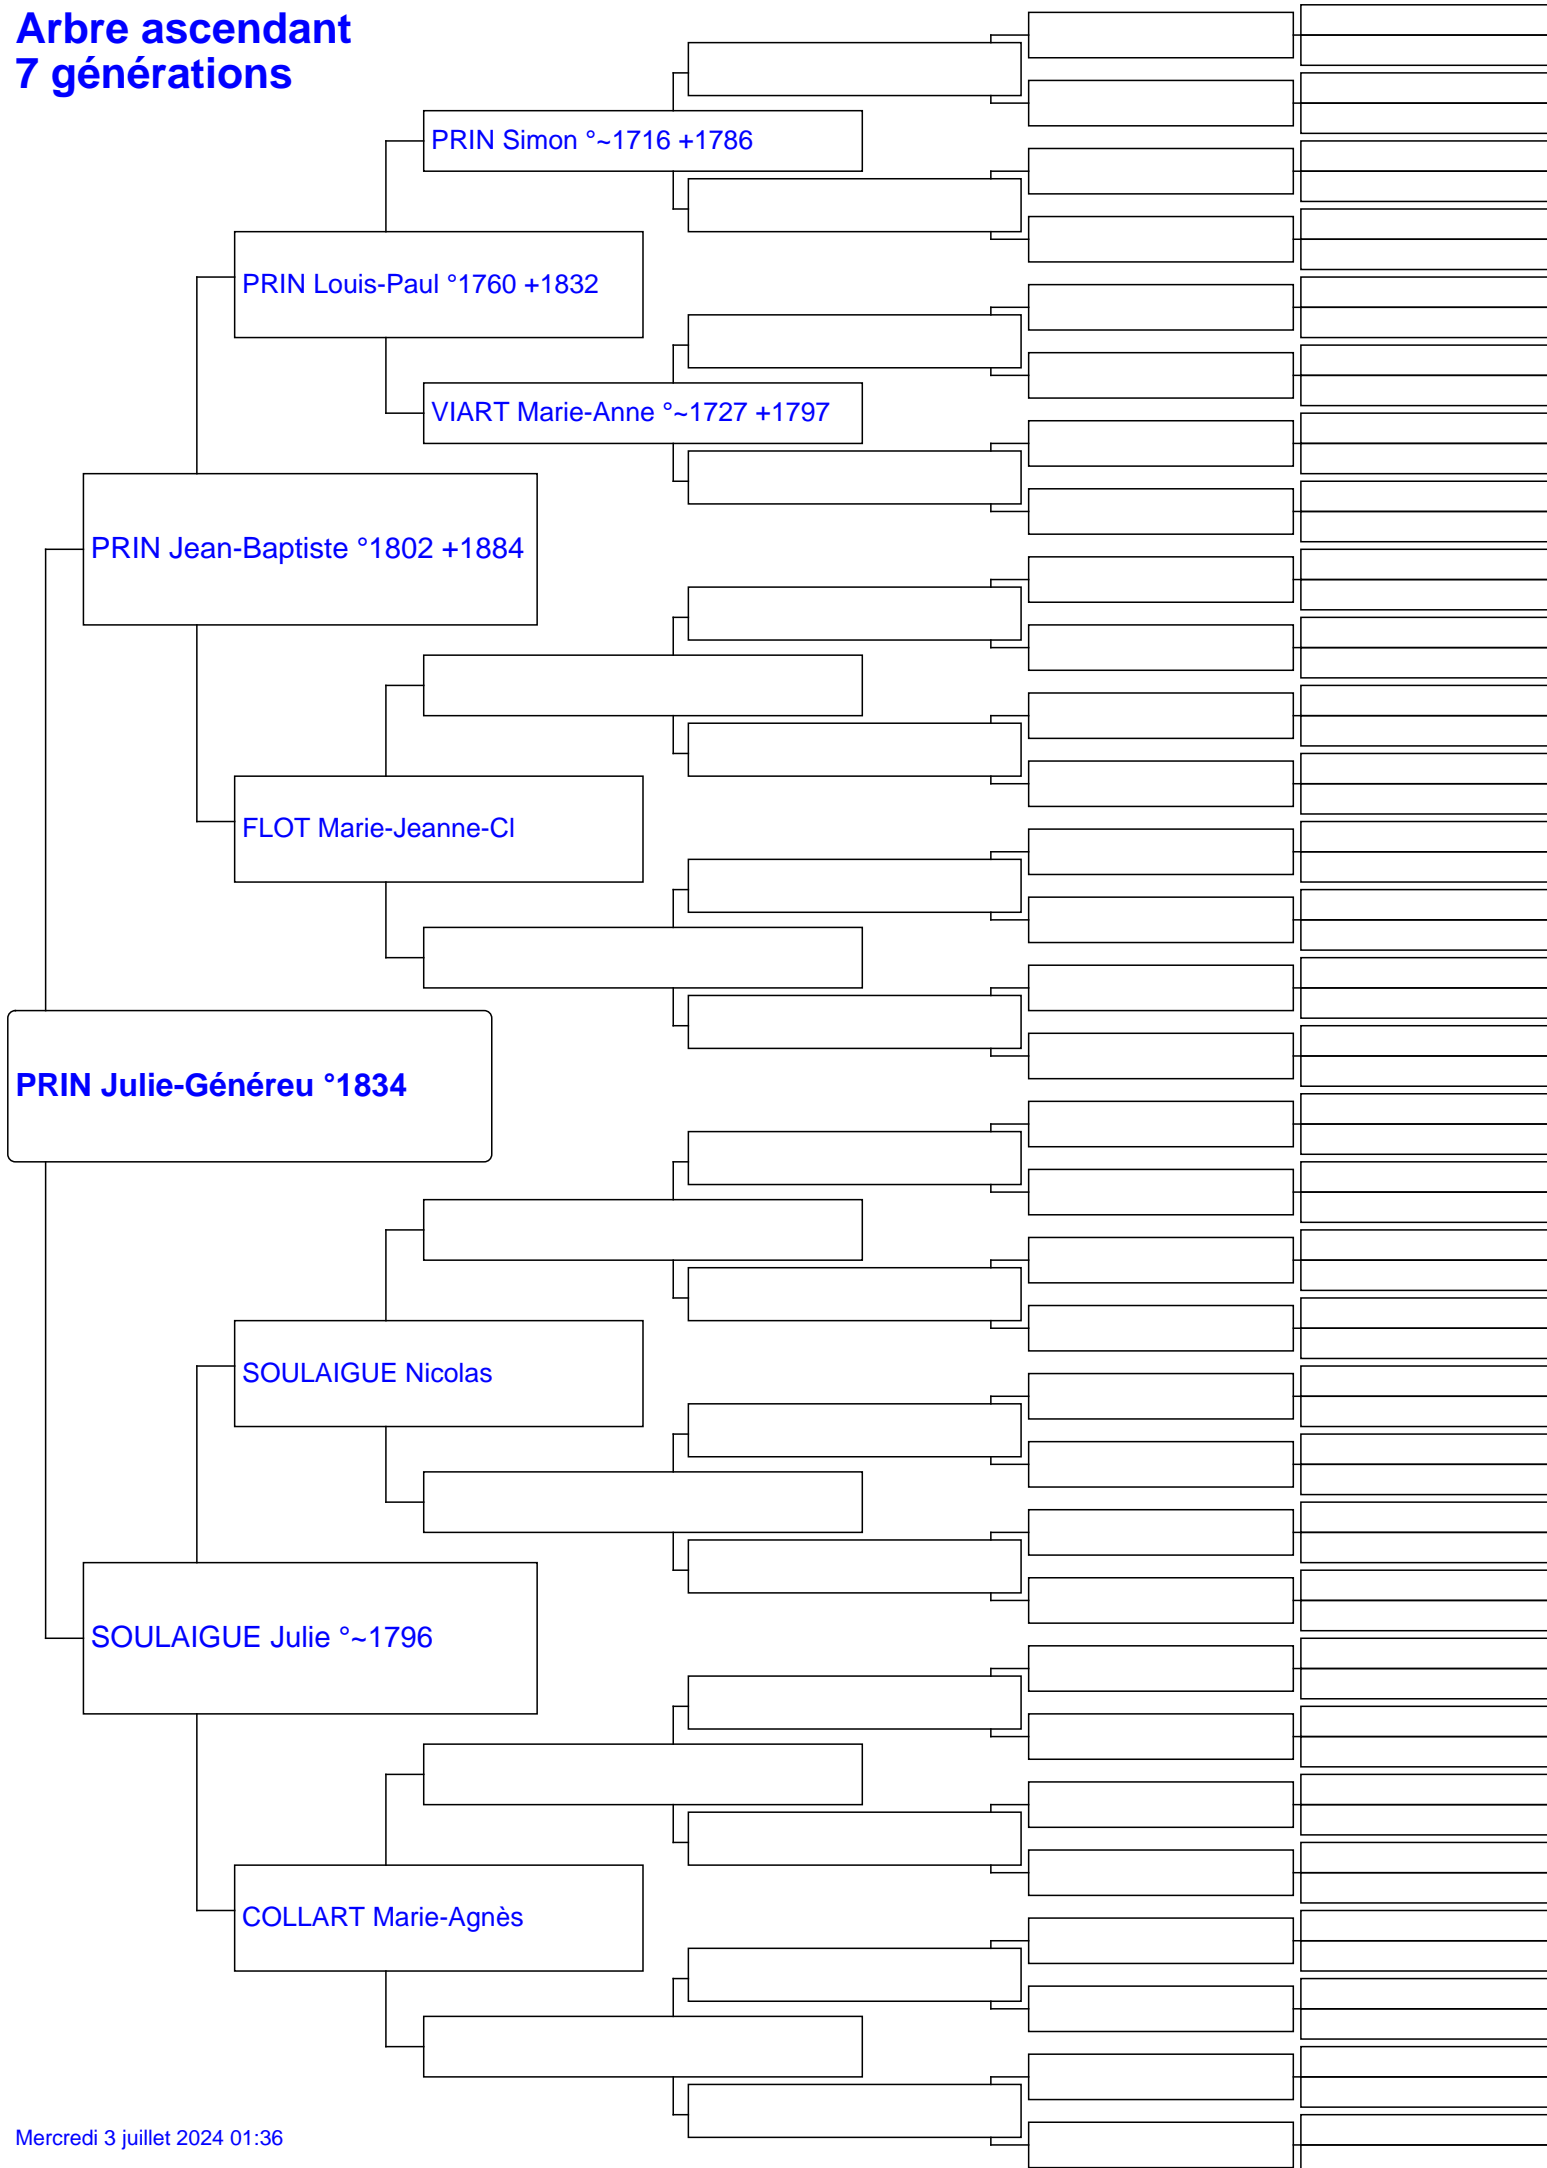 Arbre ascendant
7 générations
PRIN Simon °~1716 +1786
PRIN Louis-Paul °1760 +1832
VIART Marie-Anne °~1727 +1797
PRIN Jean-Baptiste °1802 +1884
FLOT Marie-Jeanne-Cl
PRIN Julie-Généreu °1834
SOULAIGUE Nicolas
SOULAIGUE Julie °~1796
COLLART Marie-Agnès
Mercredi 3 juillet 2024 01:36